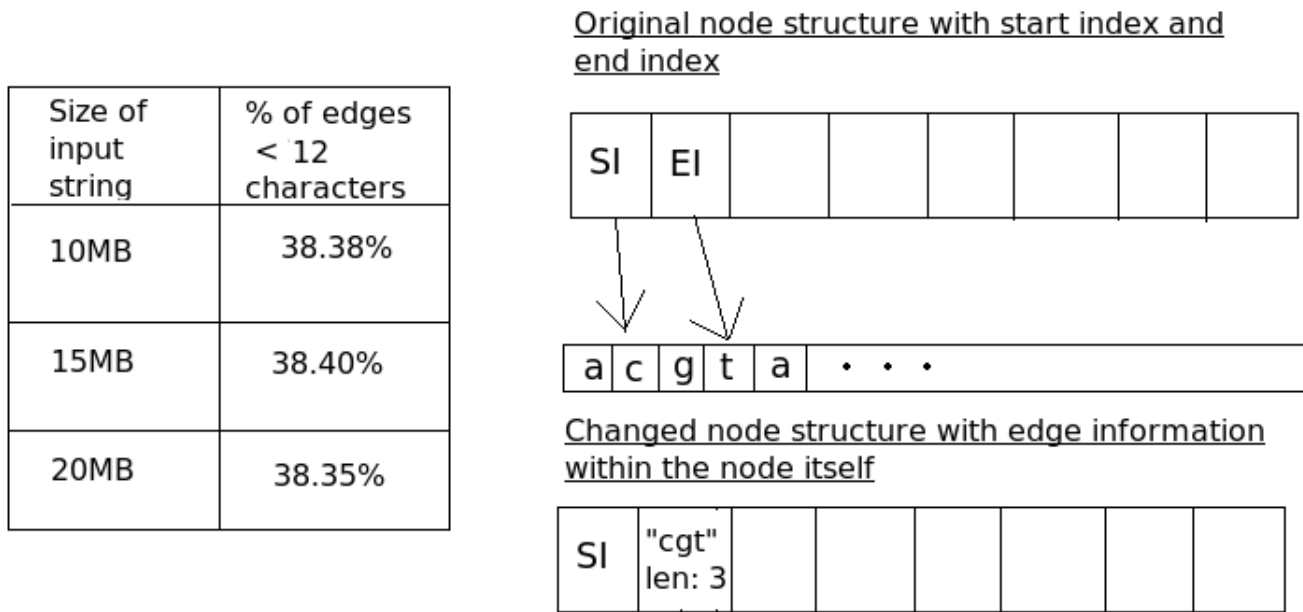 Size of
input
string
% of edges
< 12
characters
10MB
38.38%
15MB
38.40%
20MB
38.35%
Original node structure with start index and
end index
SI
EI
a c g t a . . .
Changed node structure with edge information
within the node itself
SI
"cgt"
len: 3